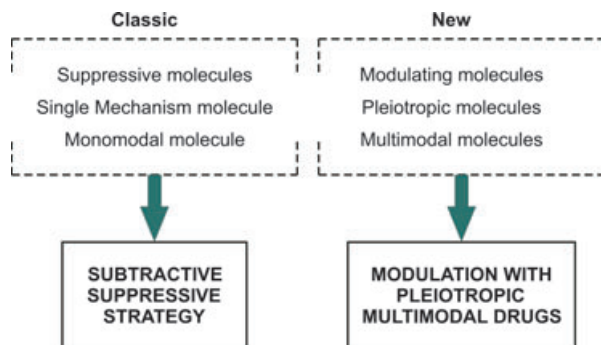 Classic
Suppressive molecules
Single Mechanism molecule
Monomodal molecule
SUBTRACTIVE
SUPPRESSIVE
STRATEGY
New
Modulating molecules
Pleiotropic molecules
Multimodal molecules
MODULATION WITH
PLEIOTROPIC
MULTIMODAL DRUGS